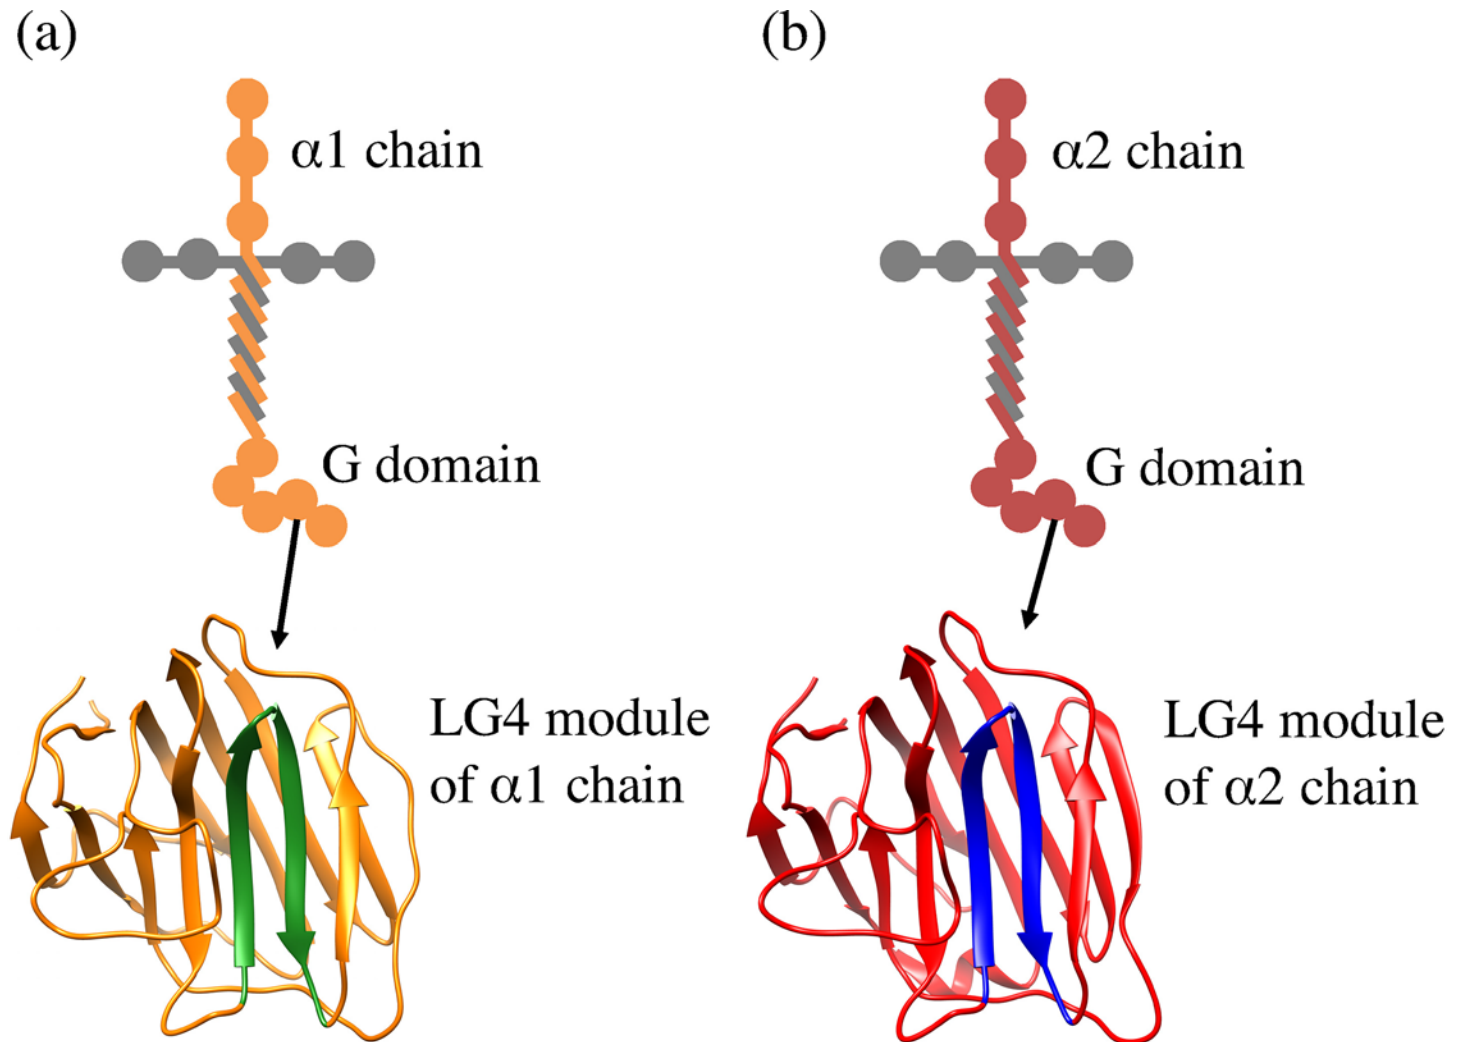 (a)
(b)
α1 chain
α2 chain
G domain
G domain
LG4 module
of α1 chain
LG4 module
of α2 chain